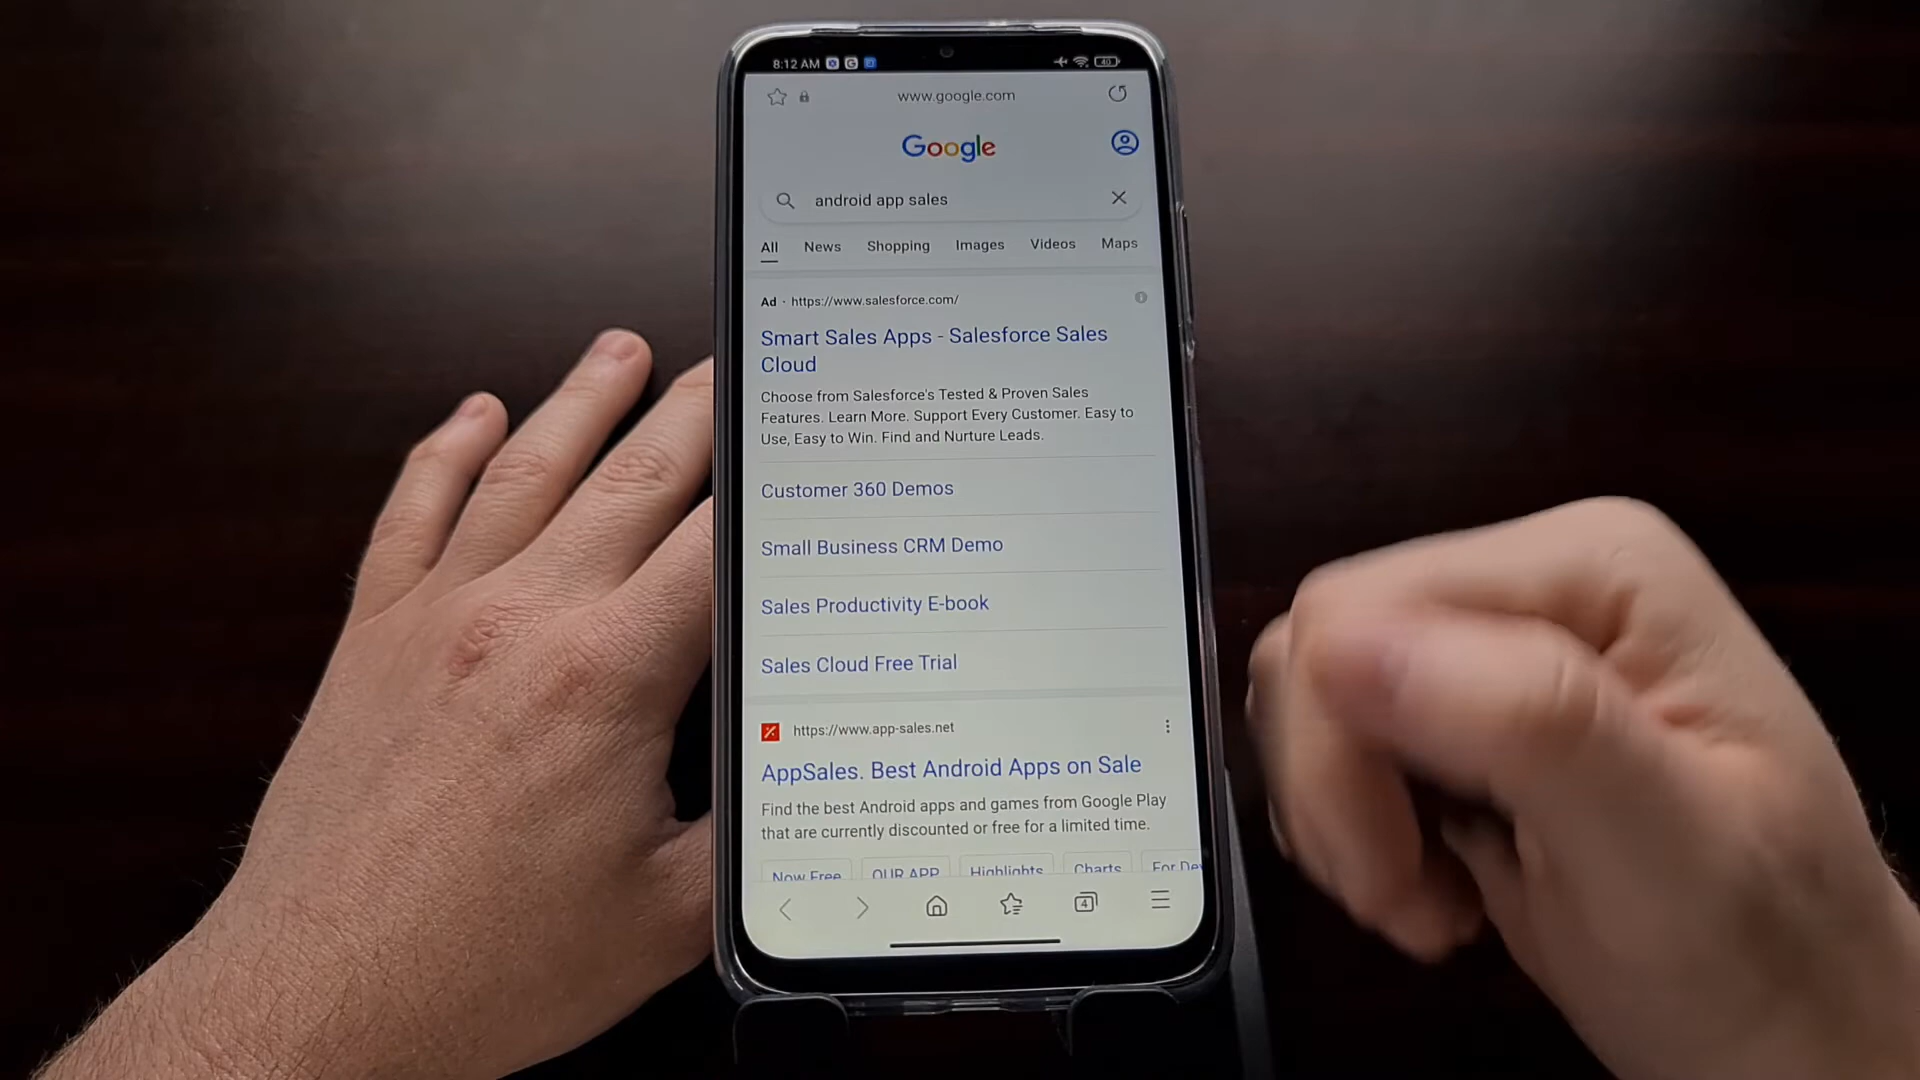 8:12 AM
40
www.google.com
Google
android app sales
All News Shopping Images Videos Maps
Ad · https://www.salesforce.com/
Smart Sales Apps - Salesforce Sales
Cloud
Choose from Salesforce's Tested & Proven Sales
Features. Learn More. Support Every Customer. Easy to
Use, Easy to Win. Find and Nurture Leads.
Customer 360 Demos
Small Business CRM Demo
Sales Productivity E-book
Sales Cloud Free Trial
https://www.app-sales.net
AppSales. Best Android Apps on Sale
Find the best Android apps and games from Google Play
that are currently discounted or free for a limited time.
Now Free OUR APP Highlights Charts For De
4